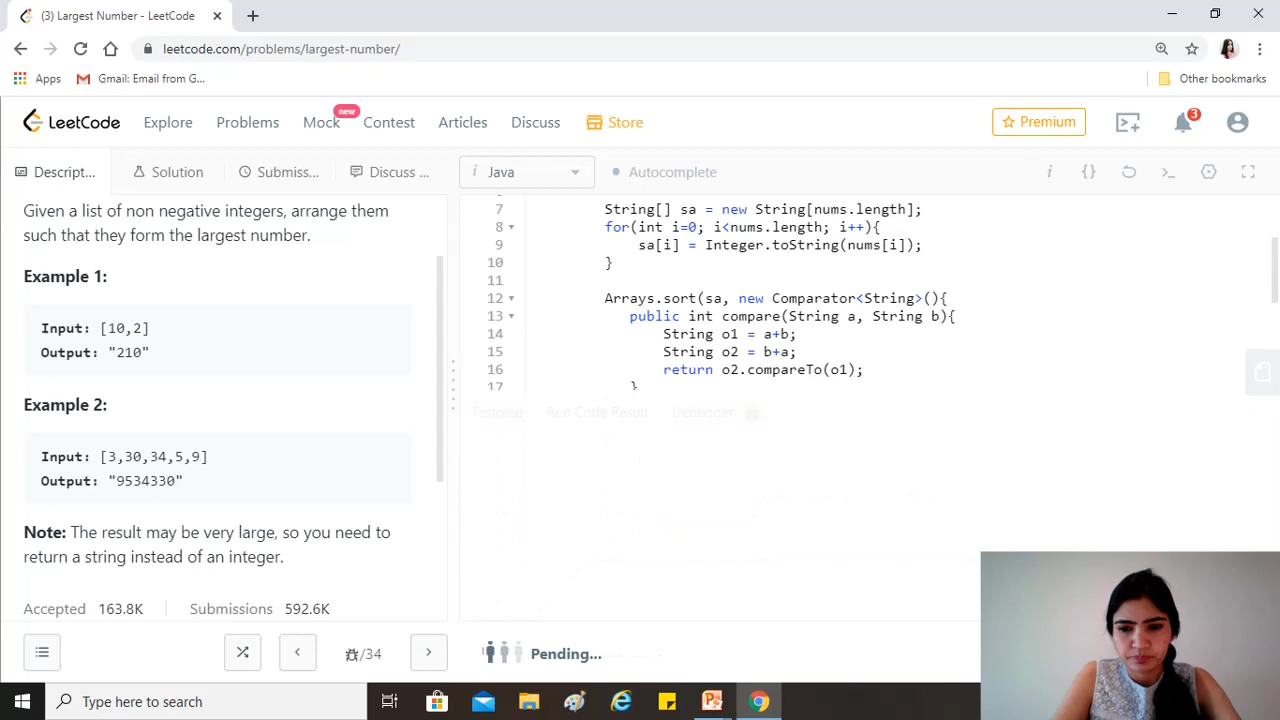 (3) Largest Number - LeetCode
leetcode.com/problems/largest-number/
Apps
Gmail: Email from G...
Other bookmarks
LeetCode
Explore
Problems
Mock
new
Contest
Articles
Discuss
Store
Premium
3
Descript...
Solution
Submiss...
Discuss ...
i Java
Autocomplete
Given a list of non negative integers, arrange them
such that they form the largest number.
Example 1:
Input: [10,2]
Output: "210"
Example 2:
Input: [3,30,34,5,9]
Output: "9534330"
Note: The result may be very large, so you need to
return a string instead of an integer.
Accepted 163.8K
Submissions 592.6K
/34
7 String[] sa = new String[nums.length];
8 for(int i=0; i<nums.length; i++){
9 sa[i] = Integer.toString(nums[i]);
10 }
11
12 Arrays.sort(sa, new Comparator<String>(){
13 public int compare(String a, String b){
14 String o1 = a+b;
15 String o2 = b+a;
16 return o2.compareTo(o1);
17 }
Testcase
Run Code Result
Debugger
Pending...
Type here to search